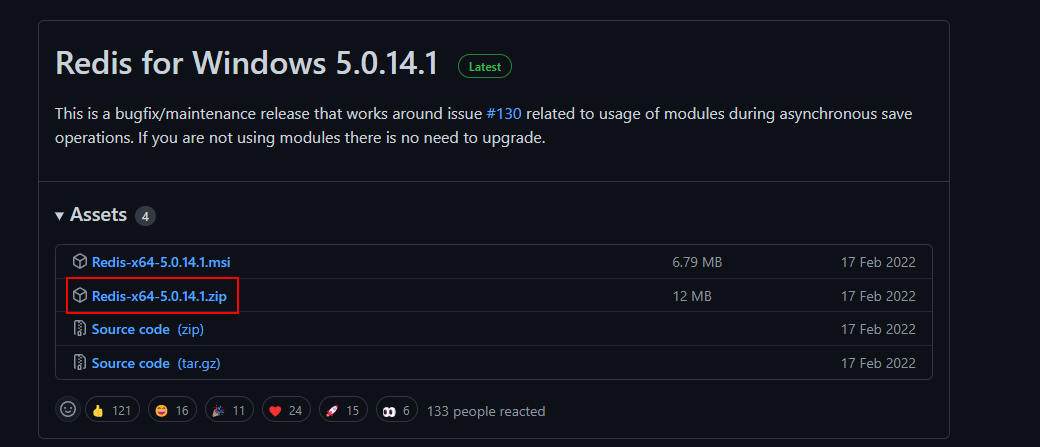 Redis for Windows 5.0.14.1 Latest
This is a bugfix/maintenance release that works around issue #130 related to usage of modules during asynchronous save
operations. If you are not using modules there is no need to upgrade.
Assets 4
Redis-x64-5.0.14.1.msi 6.79 MB 17 Feb 2022
Redis-x64-5.0.14.1.zip 12 MB 17 Feb 2022
Source code (zip) 17 Feb 2022
Source code (tar.gz) 17 Feb 2022
121 16 11 24 15 6 133 people reacted